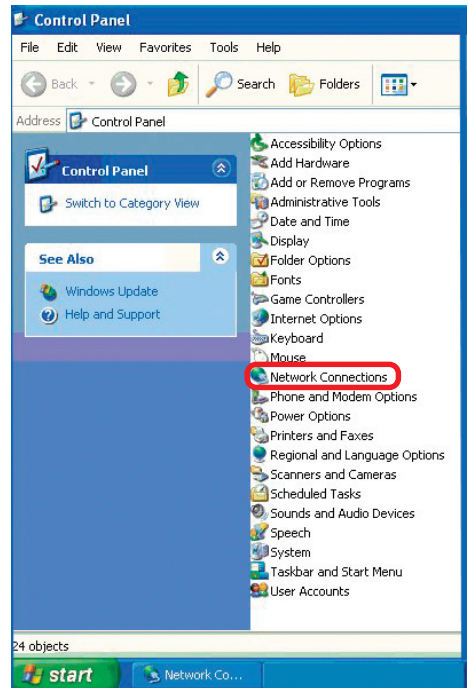 Control Panel
File Edit View Favorites Tools Help
Back Search Folders
Address Control Panel
Control Panel
Switch to Category View
See Also
Windows Update
Help and Support
Accessibility Options
Add Hardware
Add or Remove Programs
Administrative Tools
Date and Time
Display
Folder Options
Fonts
Game Controllers
Internet Options
Keyboard
Mouse
Network Connections
Phone and Modem Options
Power Options
Printers and Faxes
Regional and Language Options
Scanners and Cameras
Scheduled Tasks
Sounds and Audio Devices
Speech
System
Taskbar and Start Menu
User Accounts
24 objects
start Network Co...